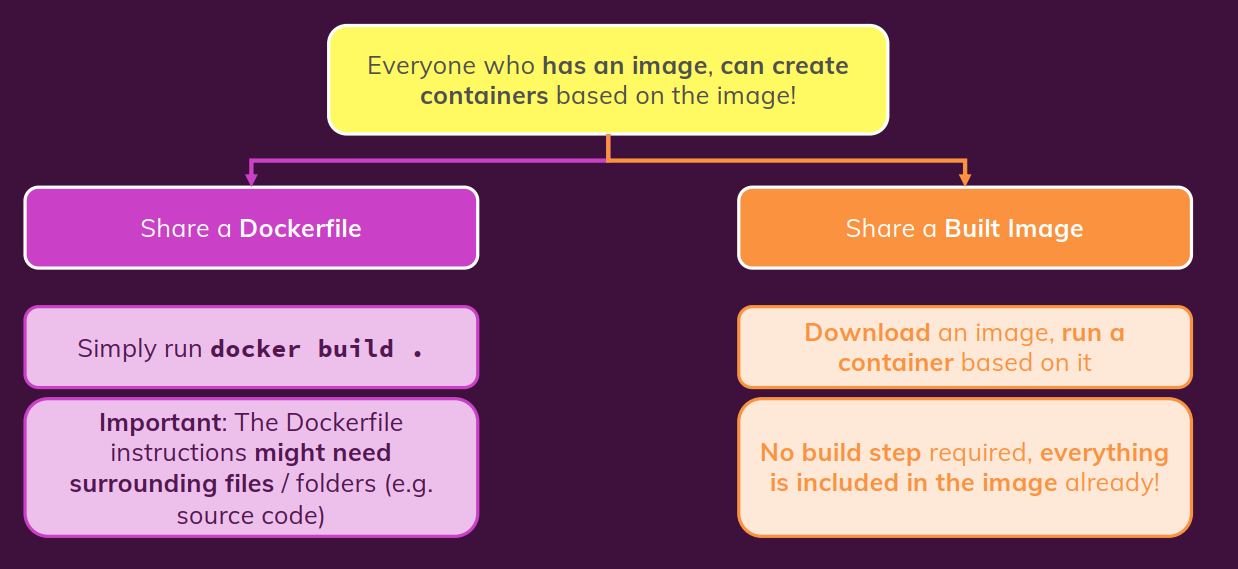 Everyone who has an image, can create
containers based on the image!
Share a Dockerfile
Simply run docker build .
Important: The Dockerfile
instructions might need
surrounding files / folders (e.g.
source code)
Share a Built Image
Download an image, run a
container based on it
No build step required, everything
is included in the image already!